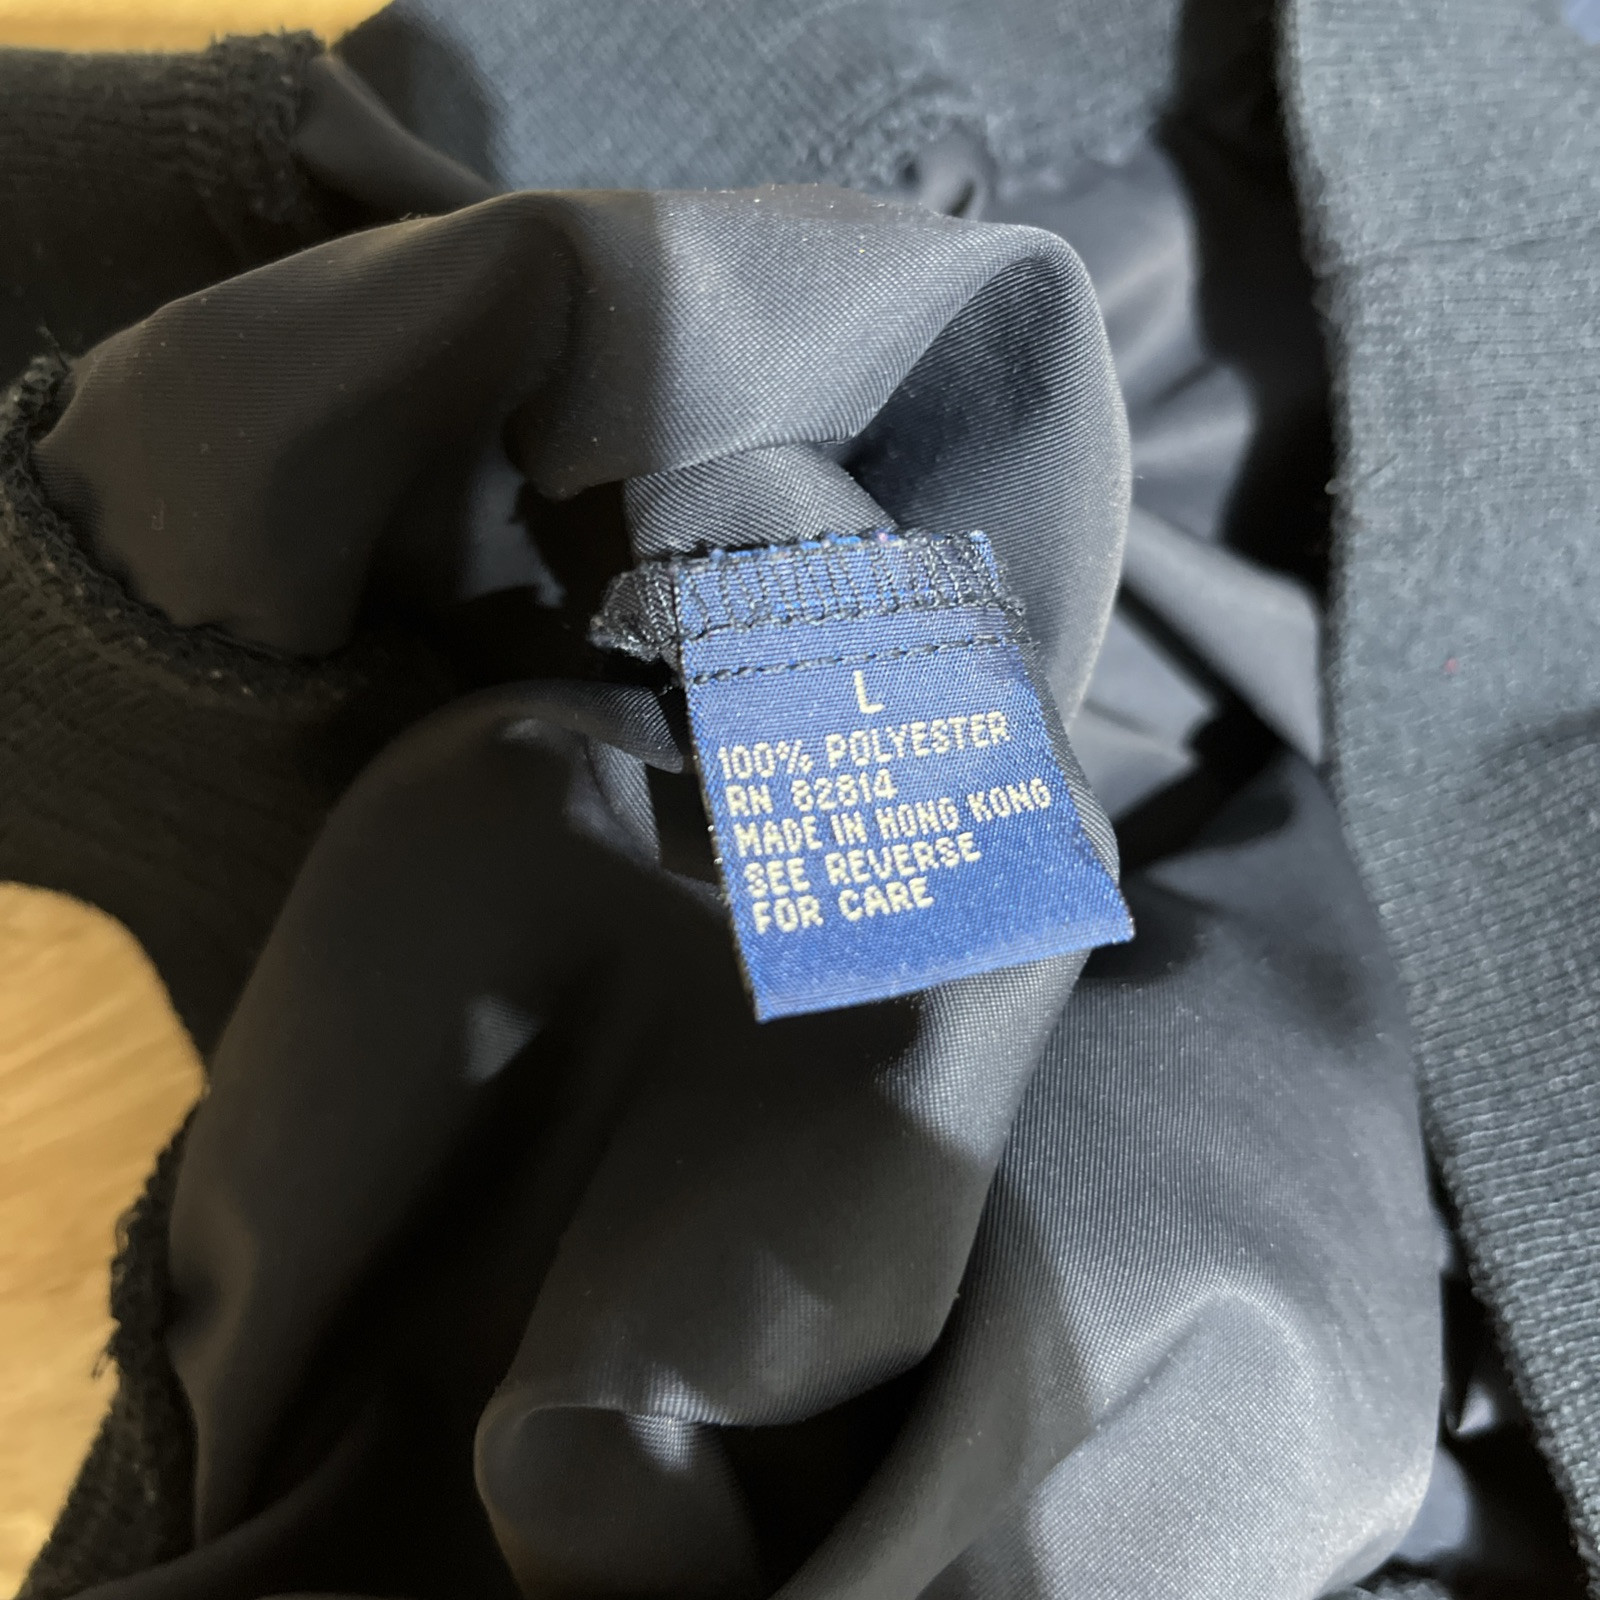 L
100% POLYESTER
RN 82814
MADE IN HONG KONG
SEE REVERSE
FOR CARE